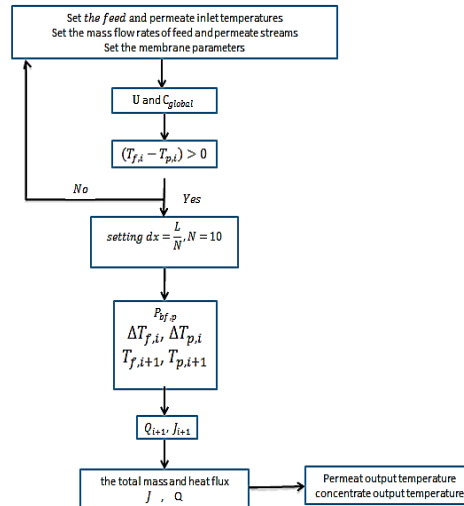 Set the feed and permeate inlet temperatures
Set the mass flow rates of feed and permeate streams
Set the membrane parameters
U and C_global
(T_f,i − T_p,i) > 0
No
Yes
setting dx = L/N, N = 10
P_bf,p
ΔT_f,i, ΔT_p,i
T_f,i+1, T_p,i+1
Q_i+1, J_i+1
the total mass and heat flux
J , Q
Permeat output temperature
concentrate output temperature